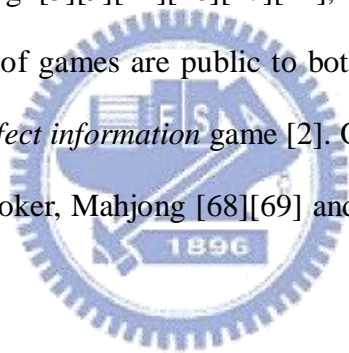 of games are public to bot
fect information game [2]. C
oker, Mahjong [68][69] and
E S
1896